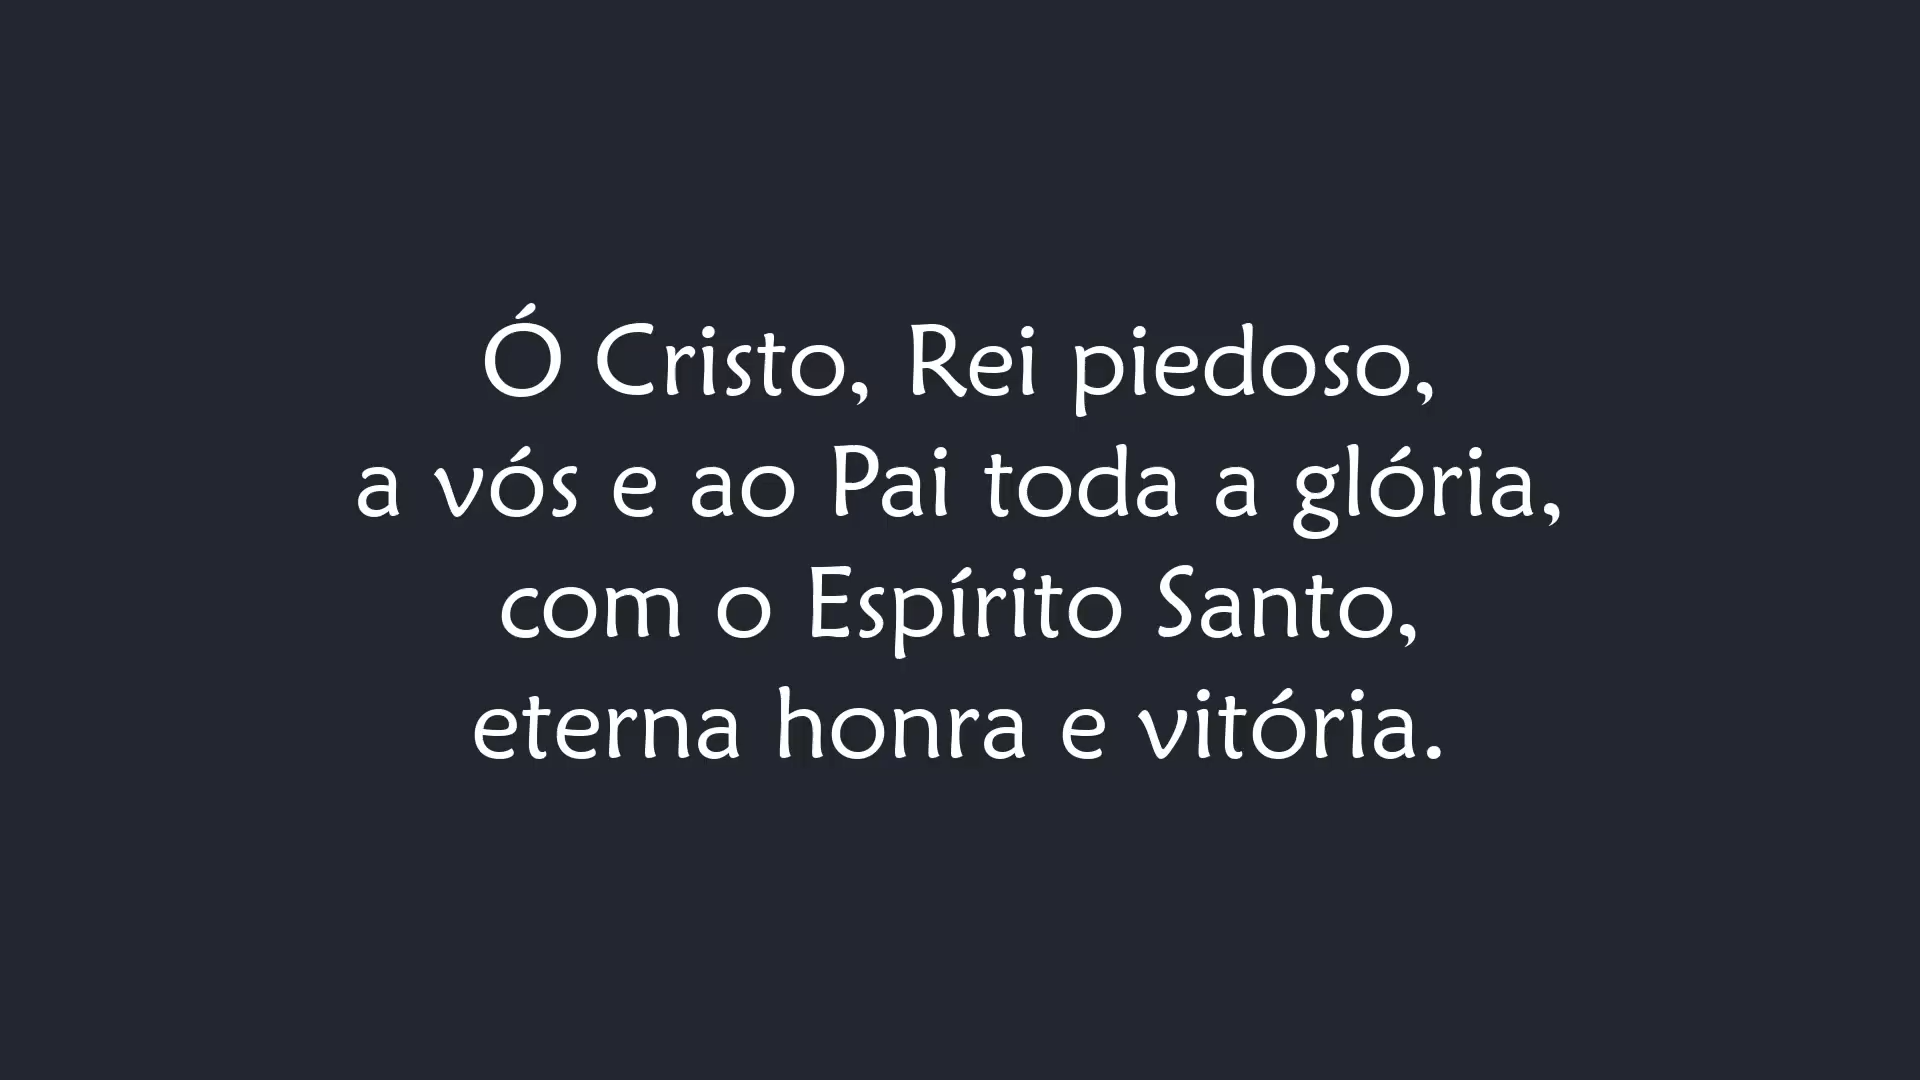 Ó Cristo, Rei piedoso,
a vós e ao Pai toda a glória,
com o Espírito Santo,
eterna honra e vitória.